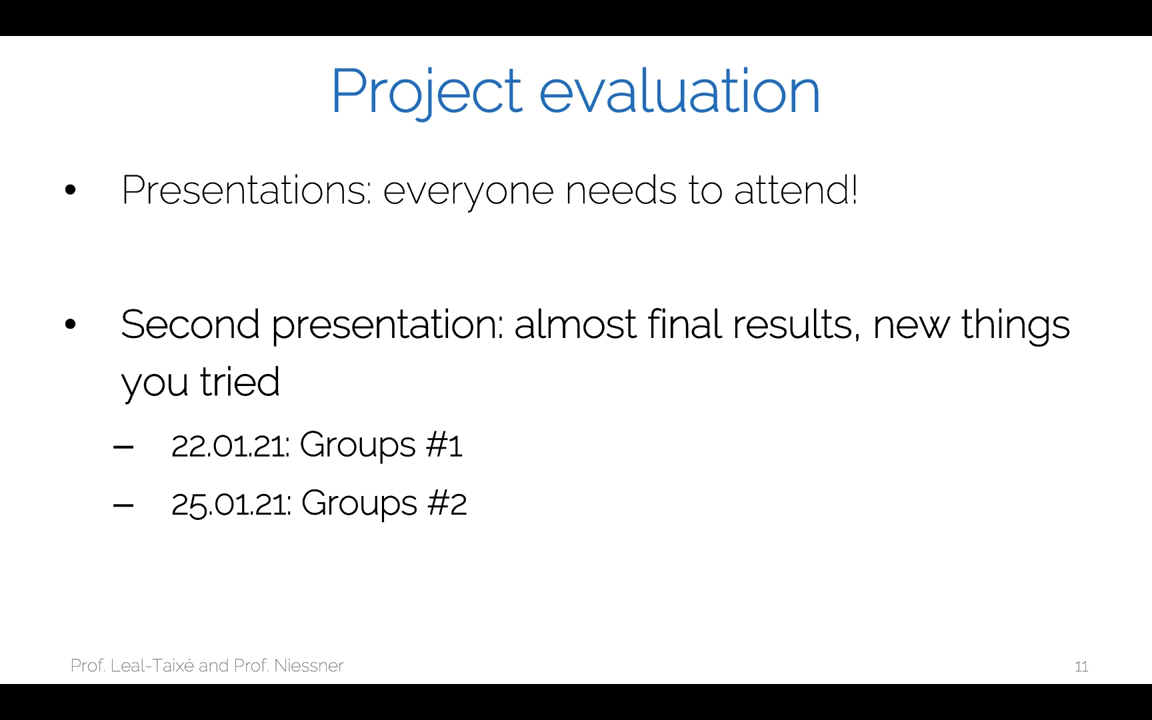 Project evaluation
• Presentations: everyone needs to attend!
• Second presentation: almost final results, new things
you tried
– 22.01.21: Groups #1
– 25.01.21: Groups #2
Prof. Leal-Taixé and Prof. Niessner
11